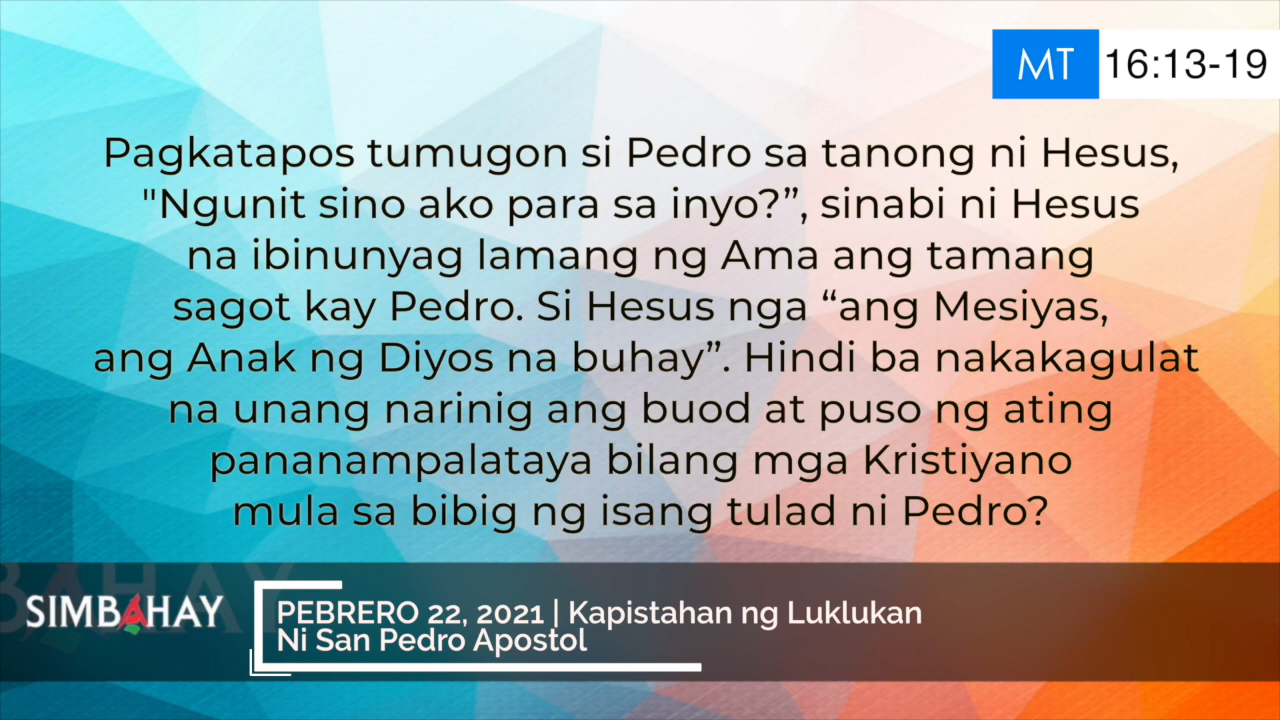 MT 16:13-19
Pagkatapos tumugon si Pedro sa tanong ni Hesus,
"Ngunit sino ako para sa inyo?”, sinabi ni Hesus
na ibinunyag lamang ng Ama ang tamang
sagot kay Pedro. Si Hesus nga “ang Mesiyas,
ang Anak ng Diyos na buhay”. Hindi ba nakakagulat
na unang narinig ang buod at puso ng ating
pananampalataya bilang mga Kristiyano
mula sa bibig ng isang tulad ni Pedro?
SIMBAHAY
PEBRERO 22, 2021 | Kapistahan ng Luklukan
Ni San Pedro Apostol